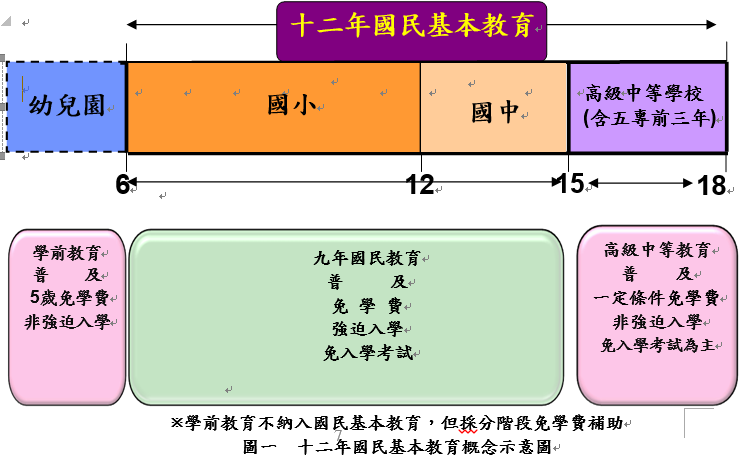 十二年國民基本教育
幼兒園
國小
國中
高級中等學校
(含五專前三年)
6
12
15
18
學前教育
普 及
5歲免學費
非強迫入學
九年國民教育
普 及
免 學 費
強迫入學
免入學考試
高級中等教育
普 及
一定條件免學費
非強迫入學
免入學考試為主
※學前教育不納入國民基本教育，但採分階段免學費補助
7
圖一 十二年國民基本教育概念示意圖